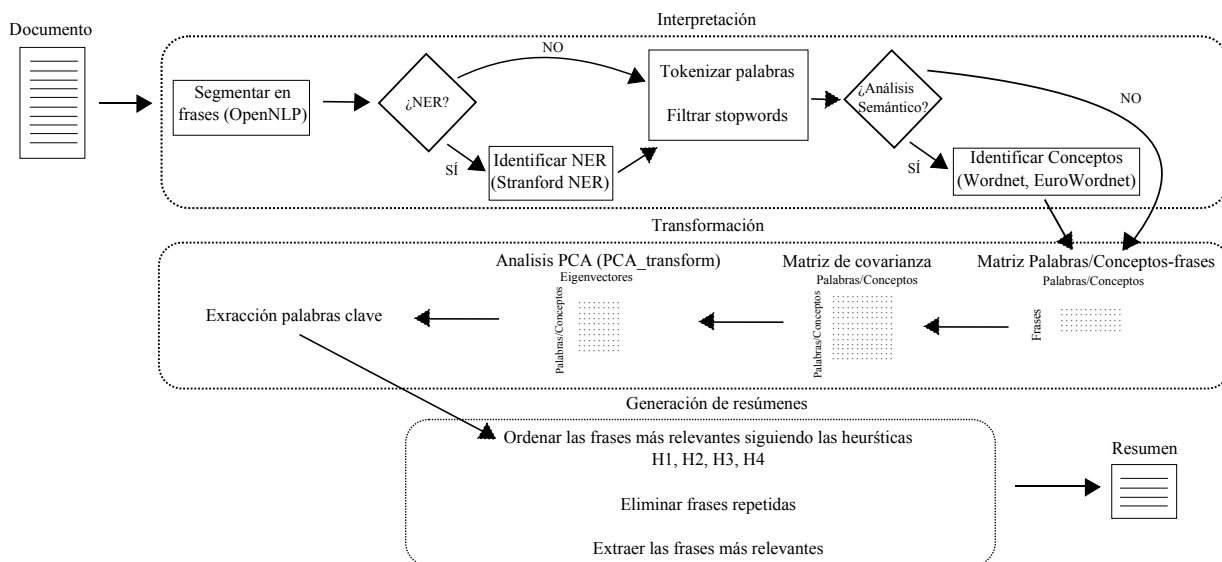 Documento
Interpretación
Segmentar en
frases (OpenNLP)
¿NER?
NO
SÍ
Identificar NER
(Stranford NER)
Tokenizar palabras
Filtrar stopwords
¿Análisis
Semántico?
NO
SÍ
Identificar Conceptos
(Wordnet, EuroWordnet)
Transformación
Matriz Palabras/Conceptos-frases
Palabras/Conceptos
Frases
Matriz de covarianza
Palabras/Conceptos
Palabras/Conceptos
Analisis PCA (PCA_transform)
Eigenvectores
Palabras/Conceptos
Exracción palabras clave
Generación de resúmenes
Ordenar las frases más relevantes siguiendo las heurśticas
H1, H2, H3, H4
Eliminar frases repetidas
Extraer las frases más relevantes
Resumen